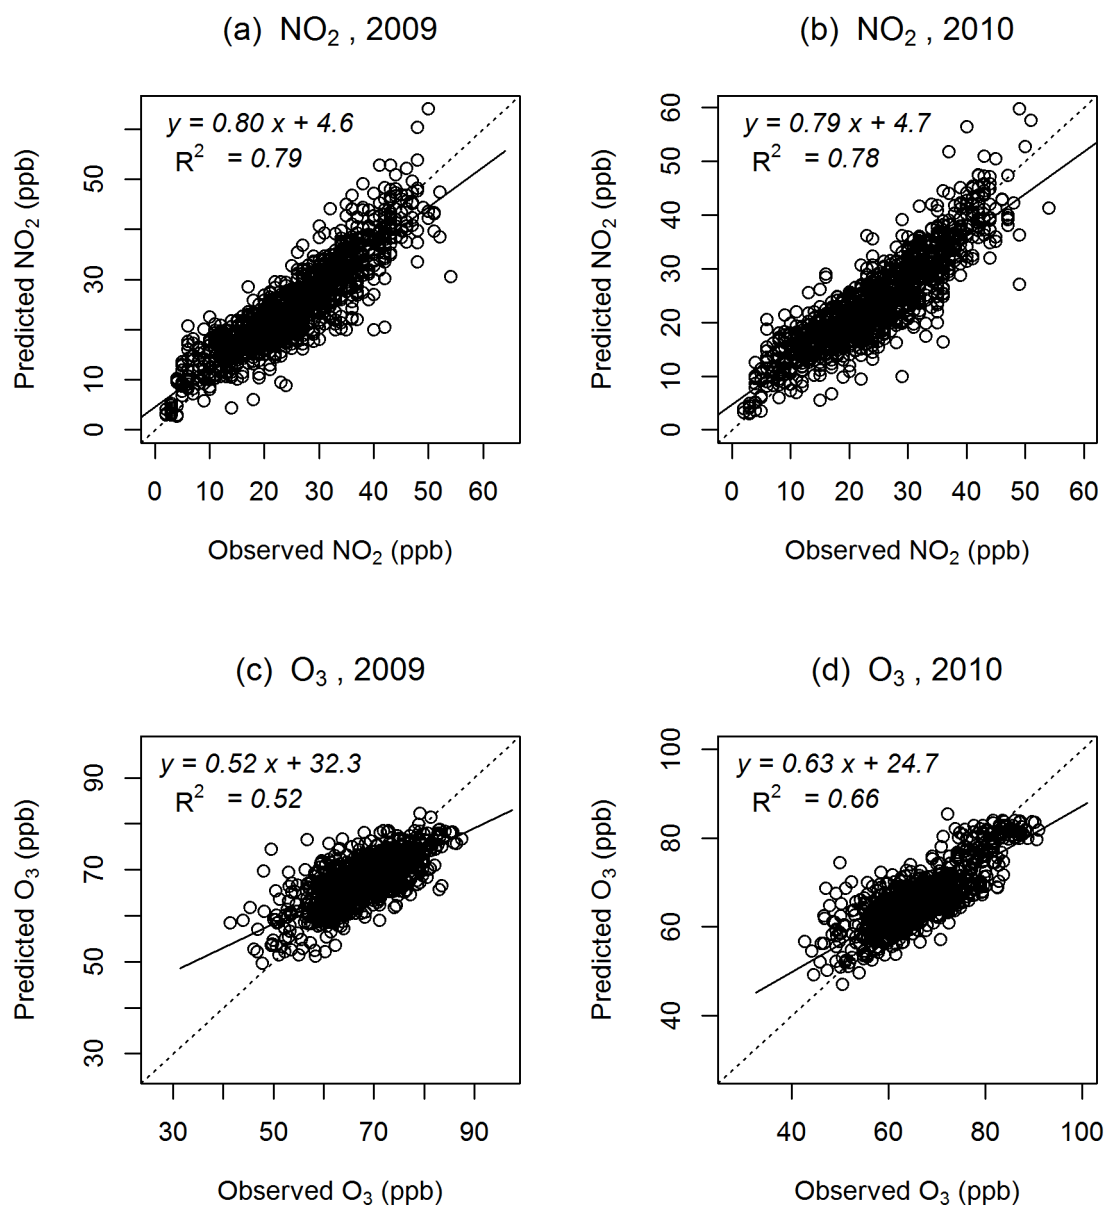 (a) NO₂ , 2009
y = 0.80 x + 4.6
R² = 0.79
Predicted NO₂ (ppb)
50
30
10
0
0 10 20 30 40 50 60
Observed NO₂ (ppb)
(b) NO₂ , 2010
y = 0.79 x + 4.7
R² = 0.78
Predicted NO₂ (ppb)
60
50
40
30
20
10
0
0 10 20 30 40 50 60
Observed NO₂ (ppb)
(c) O₃ , 2009
y = 0.52 x + 32.3
R² = 0.52
Predicted O₃ (ppb)
90
70
50
30
30 50 70 90
Observed O₃ (ppb)
(d) O₃ , 2010
y = 0.63 x + 24.7
R² = 0.66
Predicted O₃ (ppb)
100
80
60
40
40 60 80 100
Observed O₃ (ppb)